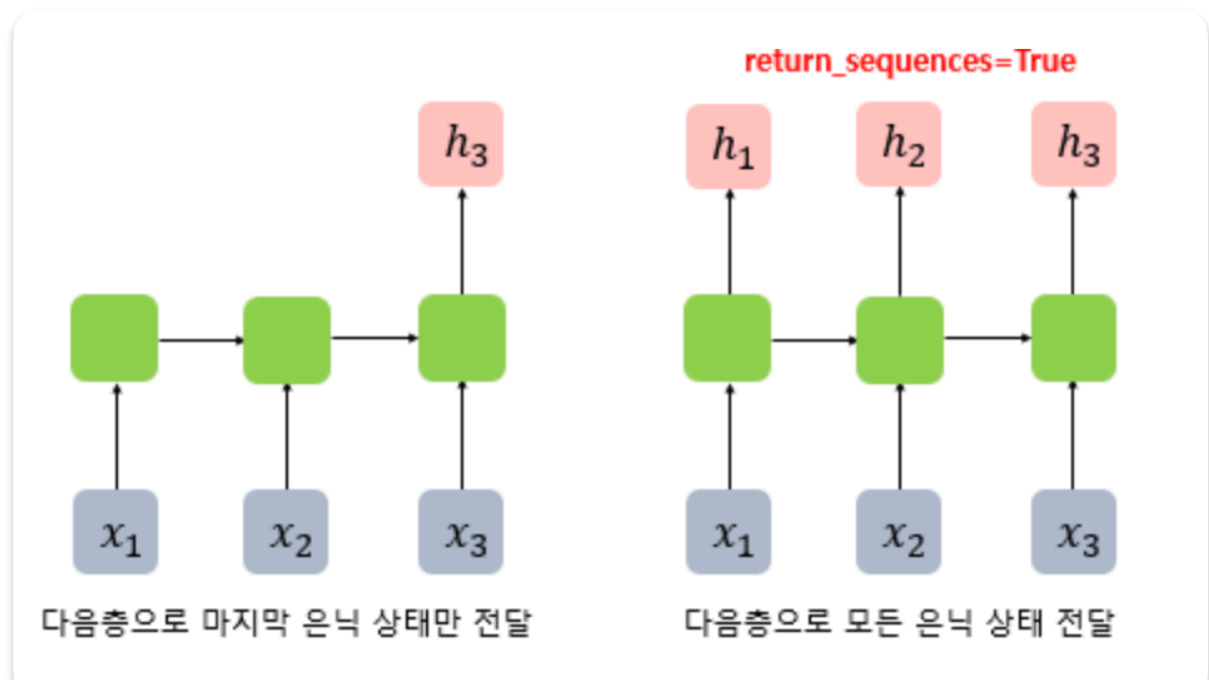 return_sequences=True
h₃
h₁ h₂ h₃
x₁ x₂ x₃
x₁ x₂ x₃
다음층으로 마지막 은닉 상태만 전달
다음층으로 모든 은닉 상태 전달